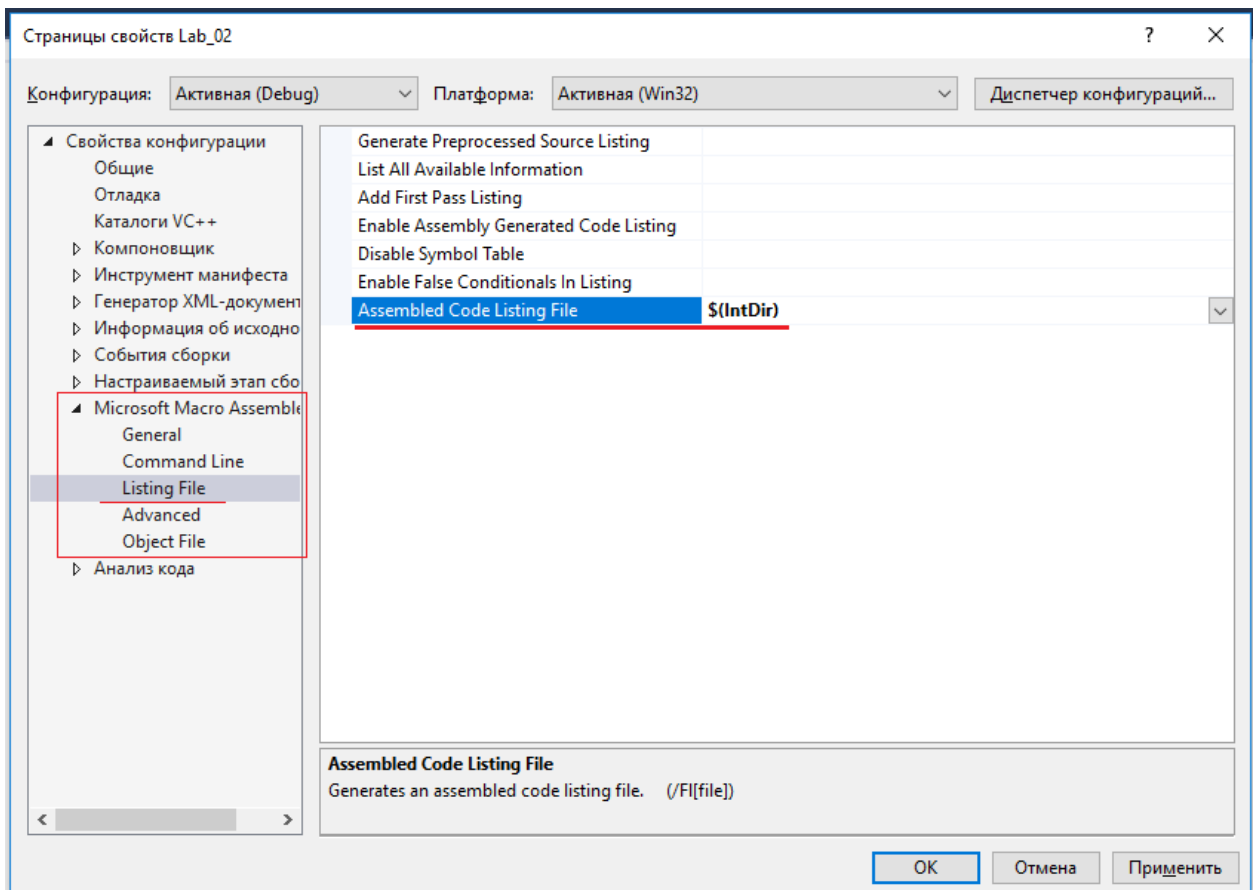 Страницы свойств Lab_02
?
Конфигурация: Активная (Debug) Платформа: Активная (Win32) Диспетчер конфигураций...
Свойства конфигурации
Общие
Отладка
Каталоги VC++
Компоновщик
Инструмент манифеста
Генератор XML-документ
Информация об исходно
События сборки
Настраиваемый этап сбо
Microsoft Macro Assemble
General
Command Line
Listing File
Advanced
Object File
Анализ кода
Generate Preprocessed Source Listing
List All Available Information
Add First Pass Listing
Enable Assembly Generated Code Listing
Disable Symbol Table
Enable False Conditionals In Listing
Assembled Code Listing File $(IntDir)
Assembled Code Listing File
Generates an assembled code listing file. (/Fl[file])
OK Отмена Применить